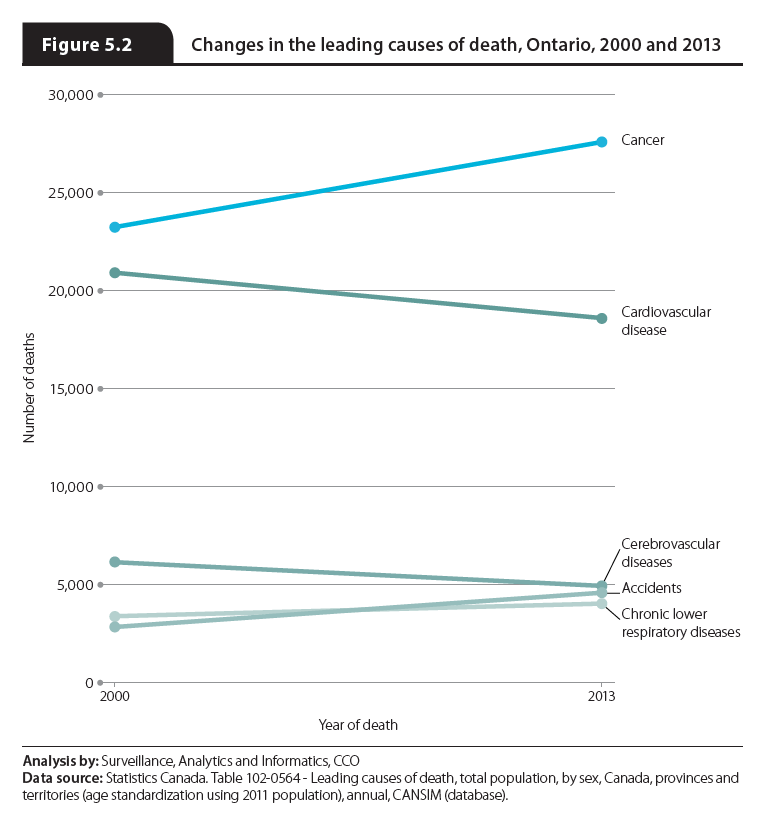 Figure 5.2
Changes in the leading causes of death, Ontario, 2000 and 2013
30,000
Cancer
25,000
20,000
Cardiovascular
disease
Number of deaths
15,000
10,000
Cerebrovascular
diseases
5,000
Accidents
Chronic lower
respiratory diseases
0
2000
2013
Year of death
Analysis by: Surveillance, Analytics and Informatics, CCO
Data source: Statistics Canada. Table 102-0564 - Leading causes of death, total population, by sex, Canada, provinces and
territories (age standardization using 2011 population), annual, CANSIM (database).